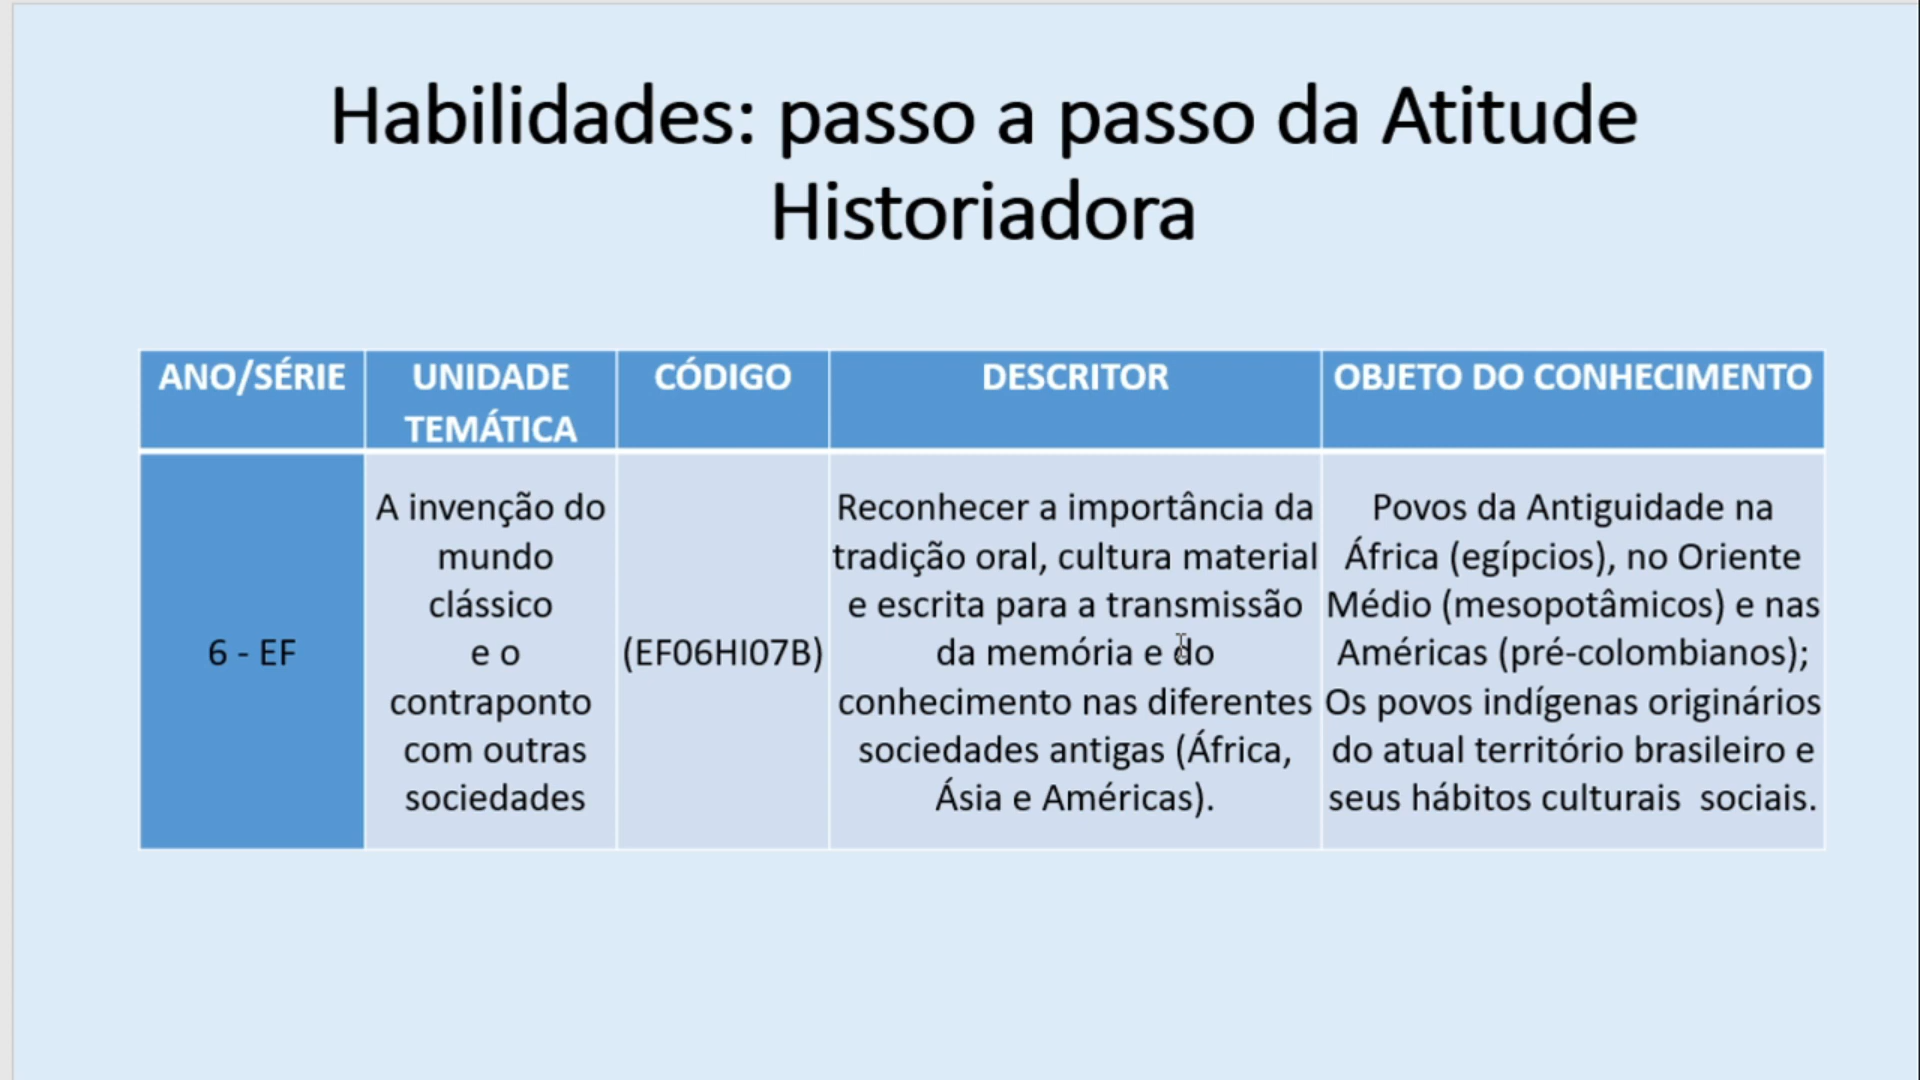 Habilidades: passo a passo da Atitude
Historiadora
ANO/SÉRIE
UNIDADE
TEMÁTICA
CÓDIGO
DESCRITOR
OBJETO DO CONHECIMENTO
6 - EF
A invenção do
mundo
clássico
e o
contraponto
com outras
sociedades
(EF06HI07B)
Reconhecer a importância da
tradição oral, cultura material
e escrita para a transmissão
da memória e do
conhecimento nas diferentes
sociedades antigas (África,
Ásia e Américas).
Povos da Antiguidade na
África (egípcios), no Oriente
Médio (mesopotâmicos) e nas
Américas (pré-colombianos);
Os povos indígenas originários
do atual território brasileiro e
seus hábitos culturais  sociais.